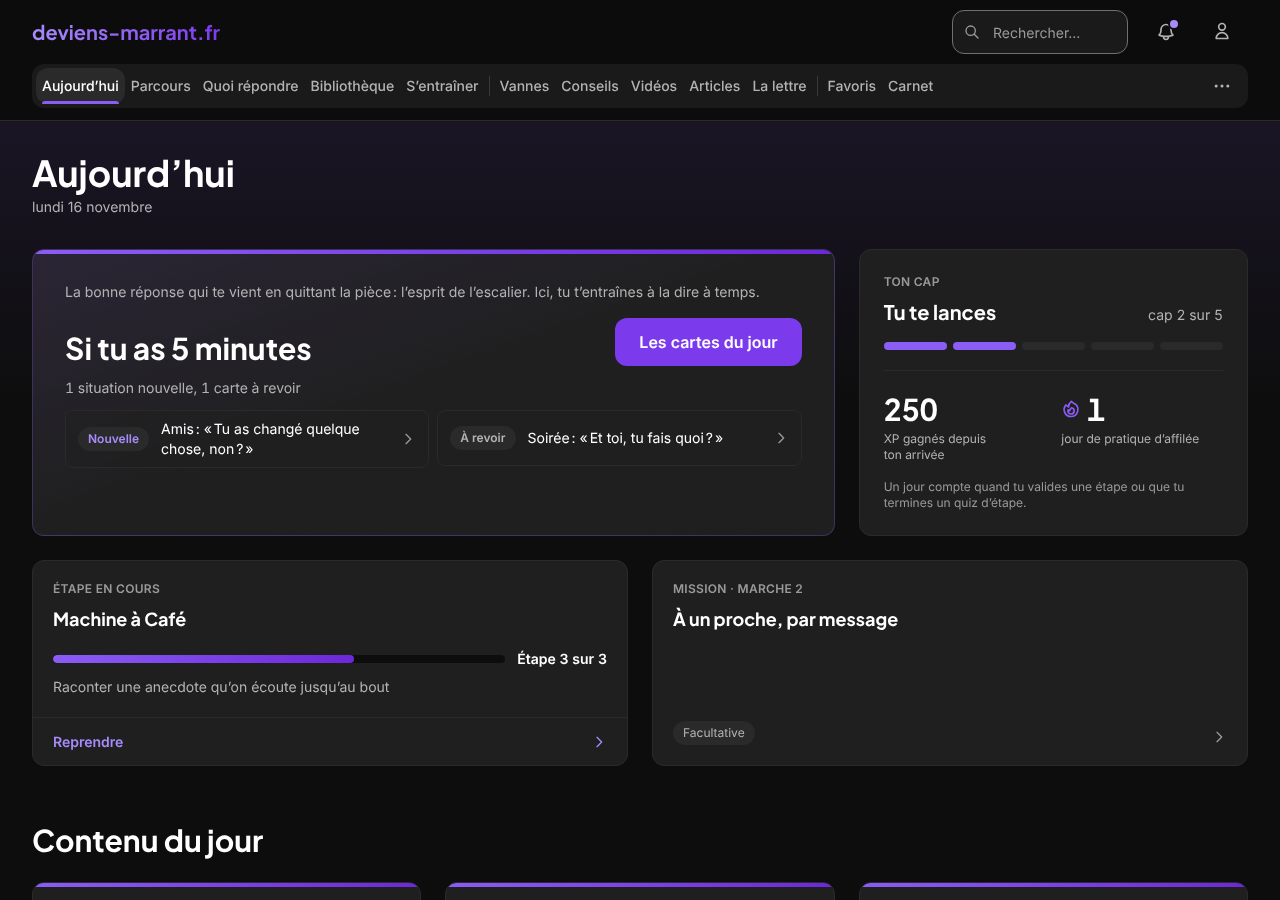 deviens-marrant.fr
Rechercher...
Aujourd’hui Parcours Quoi répondre Bibliothèque S’entraîner Vannes Conseils Vidéos Articles La lettre Favoris Carnet
Aujourd’hui
lundi 16 novembre
La bonne réponse qui te vient en quittant la pièce : l’esprit de l’escalier. Ici, tu t’entraînes à la dire à temps.
Si tu as 5 minutes
Les cartes du jour
1 situation nouvelle, 1 carte à revoir
Nouvelle
Amis : « Tu as changé quelque
chose, non ? »
À revoir
Soirée : « Et toi, tu fais quoi ? »
TON CAP
Tu te lances
cap 2 sur 5
250
XP gagnés depuis
ton arrivée
1
jour de pratique d’affilée
Un jour compte quand tu valides une étape ou que tu
termines un quiz d’étape.
ÉTAPE EN COURS
Machine à Café
Étape 3 sur 3
Raconter une anecdote qu’on écoute jusqu’au bout
Reprendre
MISSION · MARCHE 2
À un proche, par message
Facultative
Contenu du jour